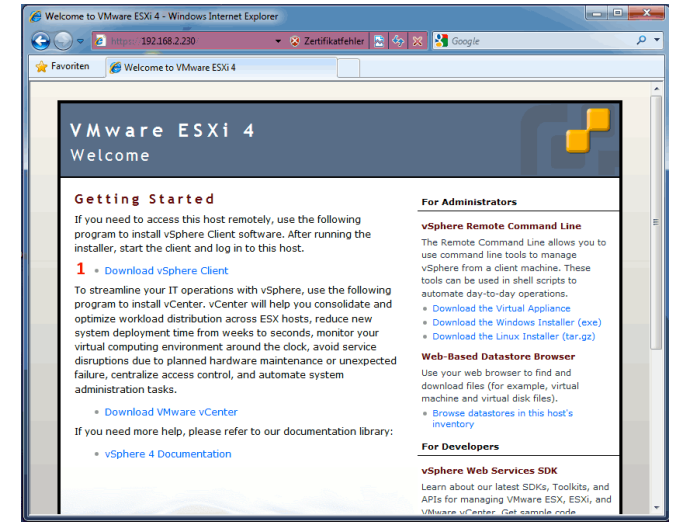 Welcome to VMware ESXi 4 - Windows Internet Explorer
https: 192.168.2.230
Zertifikatfehler
Google
Favoriten
Welcome to VMware ESXi 4
VMware ESXi 4
Welcome
Getting Started
If you need to access this host remotely, use the following
program to install vSphere Client software. After running the
installer, start the client and log in to this host.
1 • Download vSphere Client
To streamline your IT operations with vSphere, use the following
program to install vCenter. vCenter will help you consolidate and
optimize workload distribution across ESX hosts, reduce new
system deployment time from weeks to seconds, monitor your
virtual computing environment around the clock, avoid service
disruptions due to planned hardware maintenance or unexpected
failure, centralize access control, and automate system
administration tasks.
• Download VMware vCenter
If you need more help, please refer to our documentation library:
• vSphere 4 Documentation
For Administrators
vSphere Remote Command Line
The Remote Command Line allows you to
use command line tools to manage
vSphere from a client machine. These
tools can be used in shell scripts to
automate day-to-day operations.
• Download the Virtual Appliance
• Download the Windows Installer (exe)
• Download the Linux Installer (tar.gz)
Web-Based Datastore Browser
Use your web browser to find and
download files (for example, virtual
machine and virtual disk files).
• Browse datastores in this host's
inventory
For Developers
vSphere Web Services SDK
Learn about our latest SDKs, Toolkits, and
APIs for managing VMware ESX, ESXi, and
VMware vCenter. Get sample code